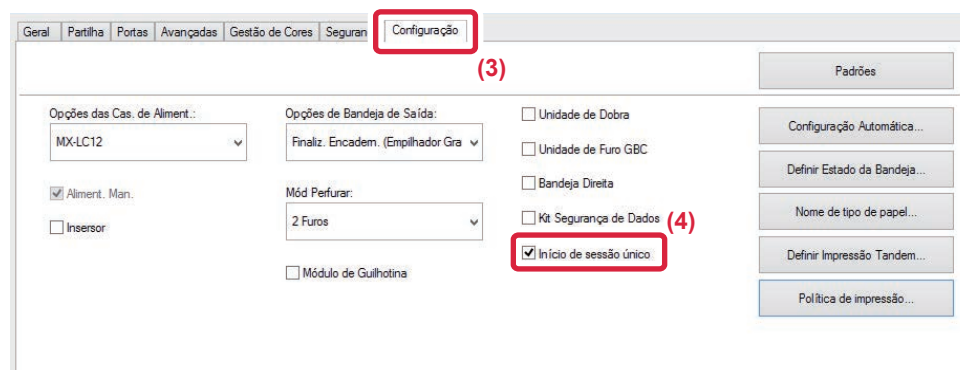 Geral Partilha Portas Avançadas Gestão de Cores Seguran Configuração
(3)
Padrões
Opções das Cas. de Aliment.:
MX-LC12
Aliment. Man.
Insersor
Opções de Bandeja de Saída:
Finaliz. Encadem. (Empilhador Gra
Mód Perfurar:
2 Furos
Módulo de Guilhotina
Unidade de Dobra
Unidade de Furo GBC
Bandeja Direita
Kit Segurança de Dados
(4)
Início de sessão único
Configuração Automática...
Definir Estado da Bandeja...
Nome de tipo de papel...
Definir Impressão Tandem...
Política de impressão...